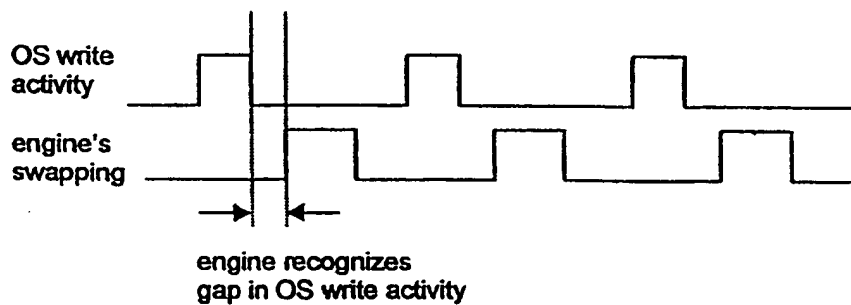 OS write
activity
engine's
swapping
engine recognizes
gap in OS write activity